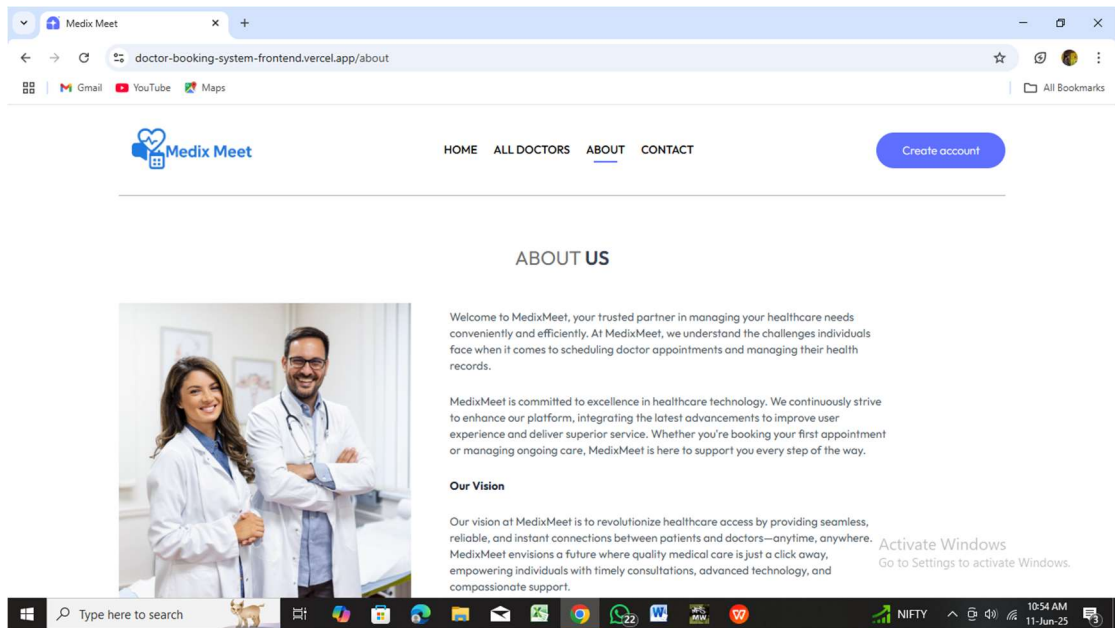 Medix Meet
doctor-booking-system-frontend.vercel.app/about
Gmail YouTube Maps All Bookmarks
Medix Meet HOME ALL DOCTORS ABOUT CONTACT Create account
ABOUT US
Welcome to MedixMeet, your trusted partner in managing your healthcare needs
conveniently and efficiently. At MedixMeet, we understand the challenges individuals
face when it comes to scheduling doctor appointments and managing their health
records.
MedixMeet is committed to excellence in healthcare technology. We continuously strive
to enhance our platform, integrating the latest advancements to improve user
experience and deliver superior service. Whether you're booking your first appointment
or managing ongoing care, MedixMeet is here to support you every step of the way.
Our Vision
Our vision at MedixMeet is to revolutionize healthcare access by providing seamless,
reliable, and instant connections between patients and doctors—anytime, anywhere.
MedixMeet envisions a future where quality medical care is just a click away,
empowering individuals with timely consultations, advanced technology, and
compassionate support.
Activate Windows
Go to Settings to activate Windows.
Type here to search 22 NIFTY 10:54 AM
11-Jun-25 3